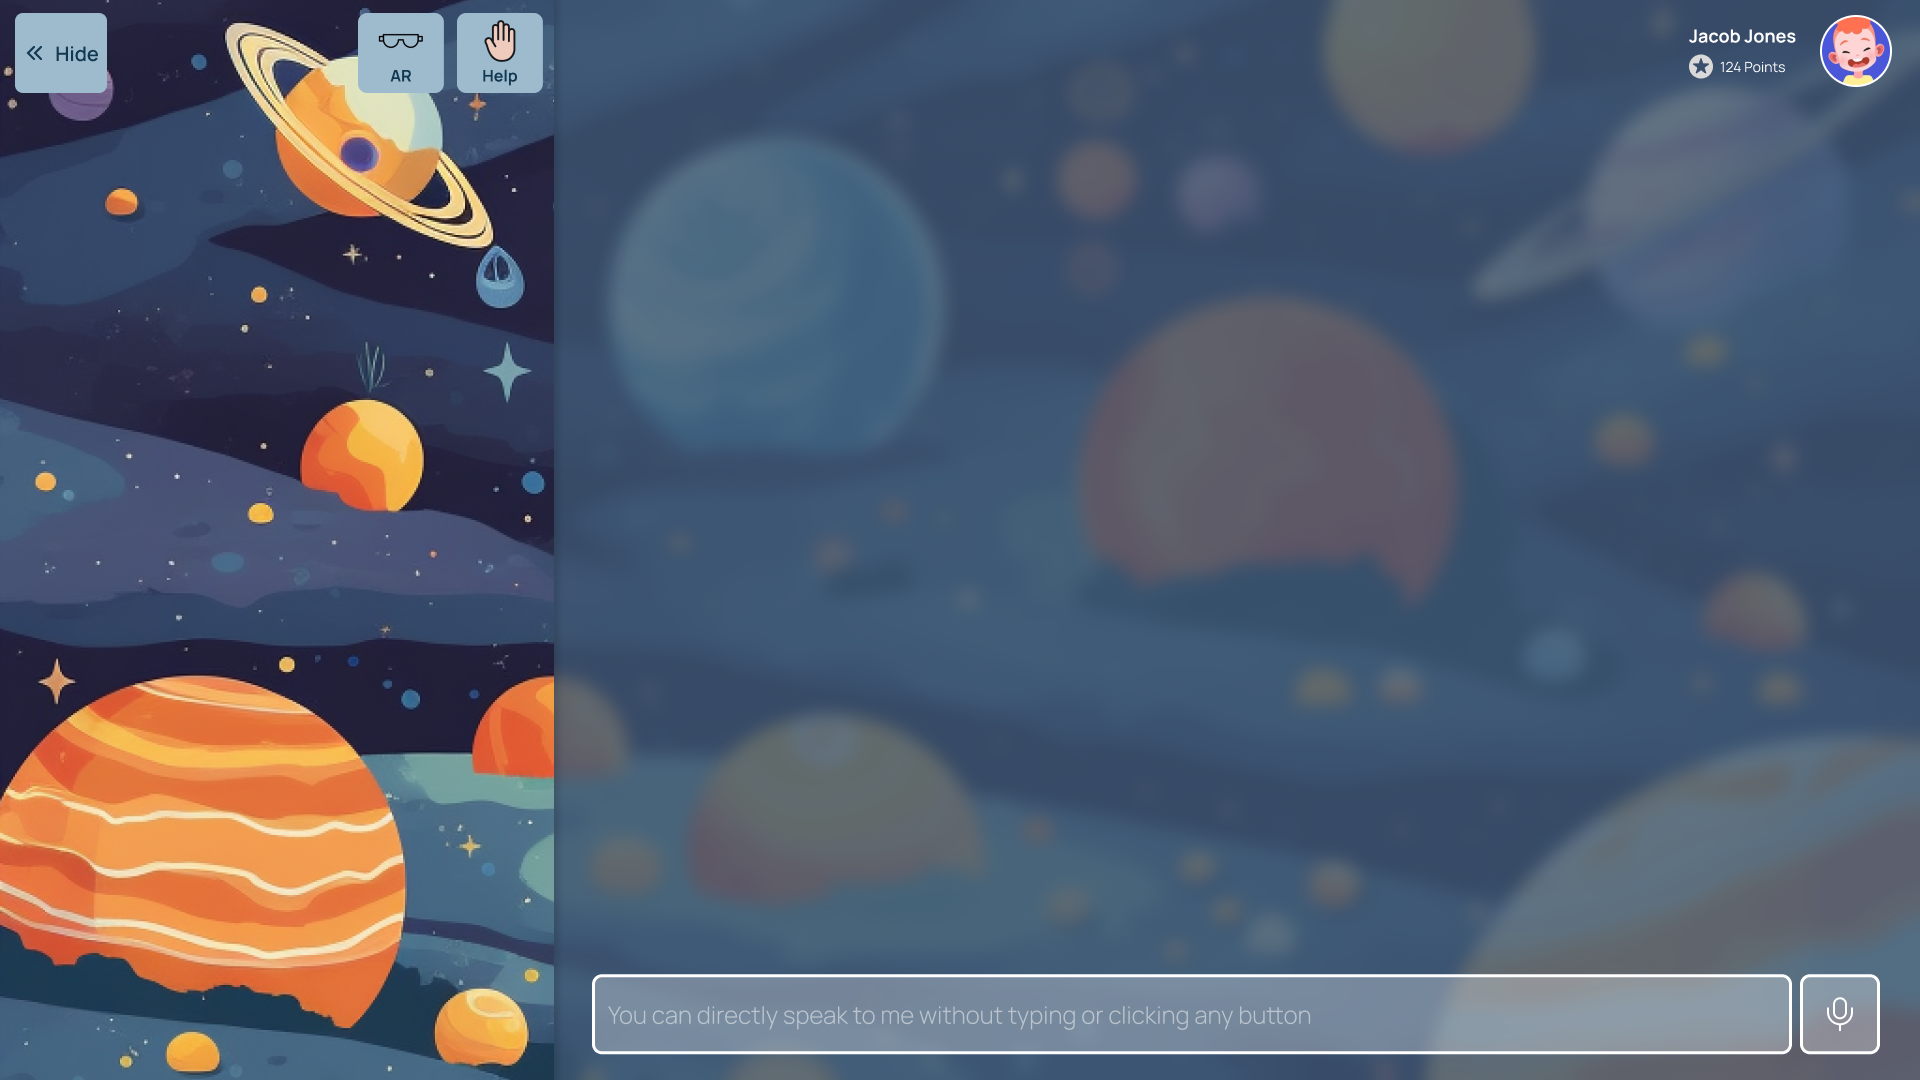 Hide
AR
Help
Jacob Jones
124 Points
You can directly speak to me without typing or clicking any button